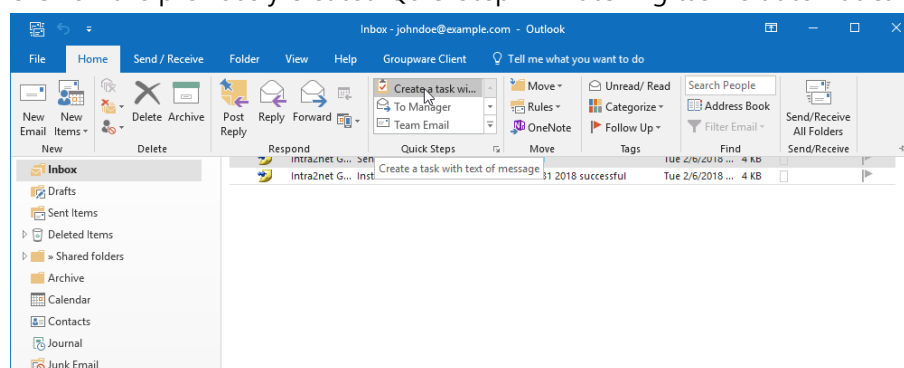 Inbox - johndoe@example.com - Outlook
File Home Send / Receive Folder View Help Groupware Client Tell me what you want to do
New Email
New Items
Delete Archive
Post Reply
Reply Forward
Create a task wi...
To Manager
Team Email
Move
Rules
OneNote
Unread/ Read
Categorize
Follow Up
Search People
Address Book
Filter Email
Send/Receive All Folders
New Delete Respond Quick Steps Move Tags Find Send/Receive
Intra2net G... Sen Tue 2/6/2018 ... 4 KB
Intra2net G... Inst 81 2018 successful Tue 2/6/2018 ... 4 KB
Create a task with text of message
Inbox
Drafts
Sent Items
Deleted Items
» Shared folders
Archive
Calendar
Contacts
Journal
Junk Email